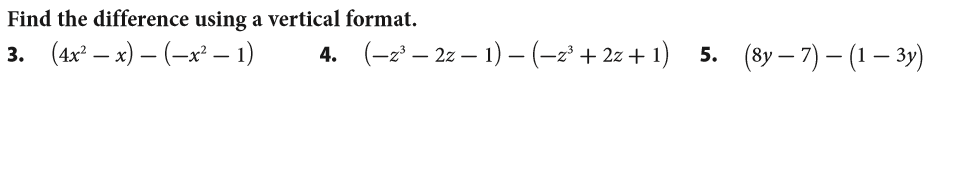 Find the difference using a vertical format.
3. (4x² – x) – (–x² – 1) 4. (–z³ – 2z – 1) – (–z³ + 2z + 1) 5. (8y – 7) – (1 – 3y)